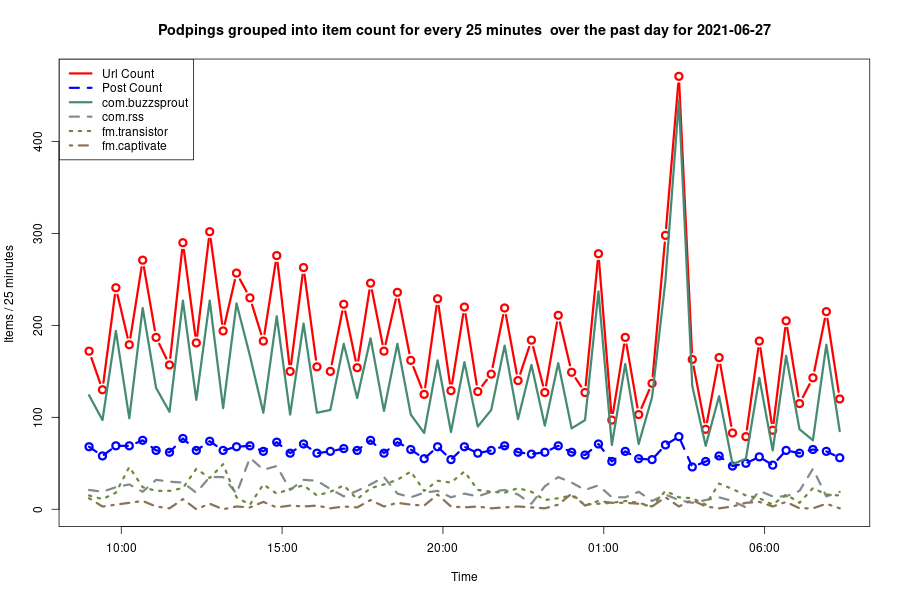 Podpings grouped into item count for every 25 minutes  over the past day for 2021-06-27
Url Count
Post Count
com.buzzsprout
com.rss
fm.transistor
fm.captivate
Items / 25 minutes
400
300
200
100
0
10:00 15:00 20:00 01:00 06:00
Time